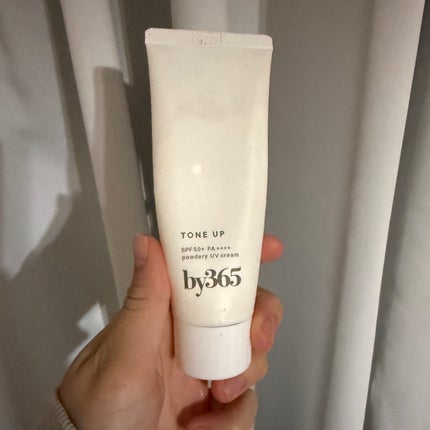 TONE UP
SPF50+ PA++++
powdery UV cream
by365